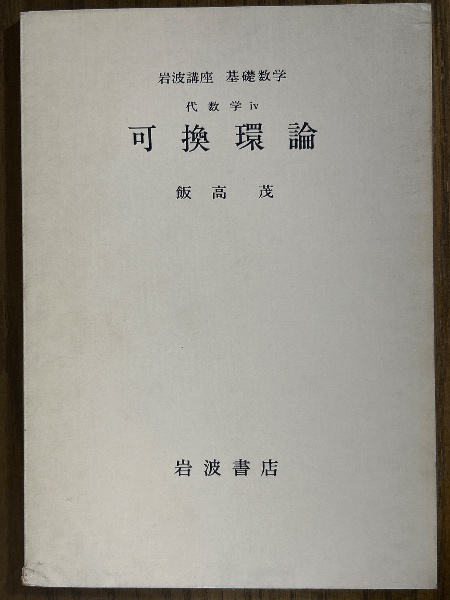 岩波講座 基礎数学
代数学 iv
可換環論
飯高 茂
岩波書店